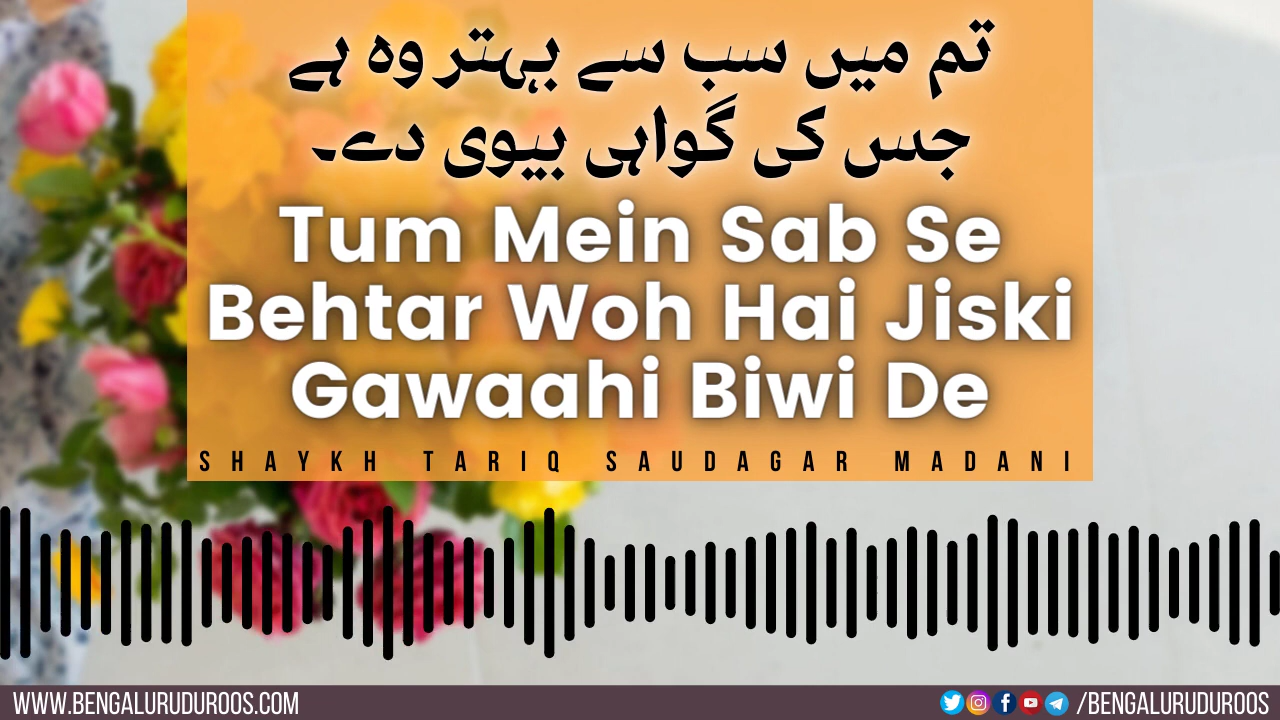 تم میں سب سے بہتر وہ ہے
جس کی گواہی بیوی دے۔
Tum Mein Sab Se
Behtar Woh Hai Jiski
Gawaahi Biwi De
SHAYKH TARIQ SAUDAGAR MADANI
WWW.BENGALURUDUROOS.COM
/BENGALURUDUROOS